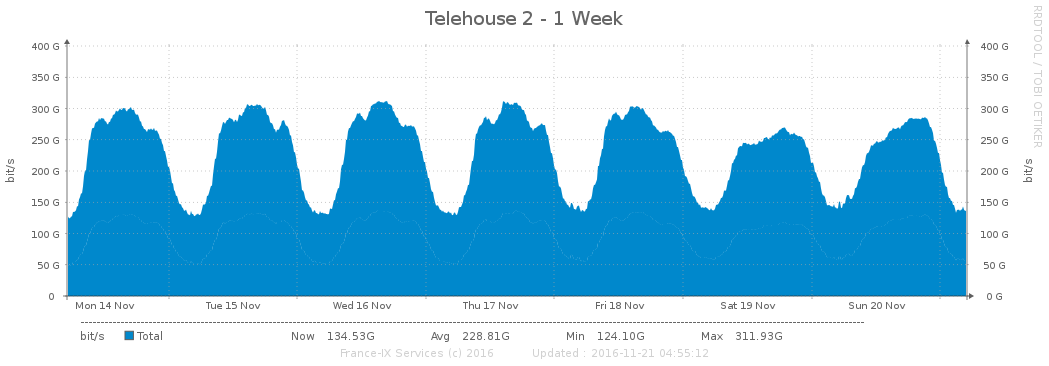 Telehouse 2 - 1 Week
RRDTOOL / TOBI OETIKER
400 G 400 G
350 G 350 G
300 G 300 G
250 G 250 G
200 G 200 G
150 G 150 G
100 G 100 G
50 G 50 G
0 0 G
bit/s bit/s
Mon 14 Nov Tue 15 Nov Wed 16 Nov Thu 17 Nov Fri 18 Nov Sat 19 Nov Sun 20 Nov
bit/s Total Now 134.53G Avg 228.81G Min 124.10G Max 311.93G
France-IX Services (c) 2016 Updated : 2016-11-21 04:55:12